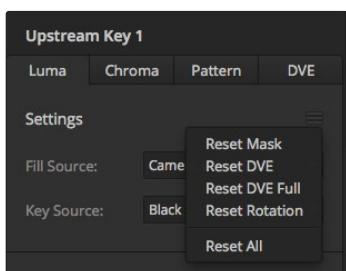 Upstream Key 1
Luma Chroma Pattern DVE
Settings
Fill Source: Came
Key Source: Black
Reset Mask
Reset DVE
Reset DVE Full
Reset Rotation
Reset All